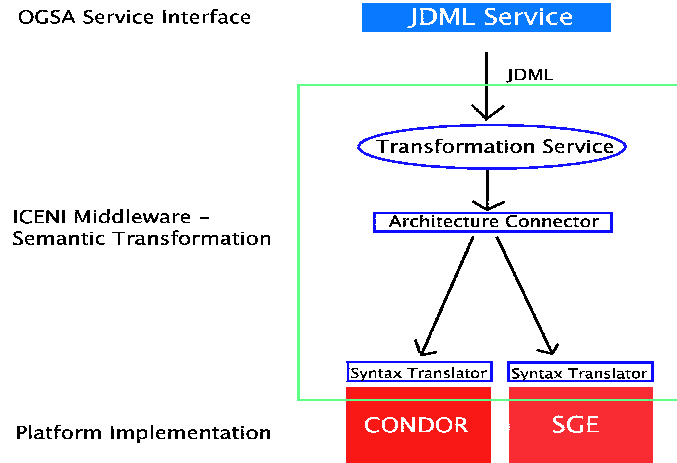 OGSA Service Interface
JDML Service
JDML
Transformation Service
ICENI Middleware -
Semantic Transformation
Architecture Connector
Syntax Translator
Syntax Translator
Platform Implementation
CONDOR
SGE